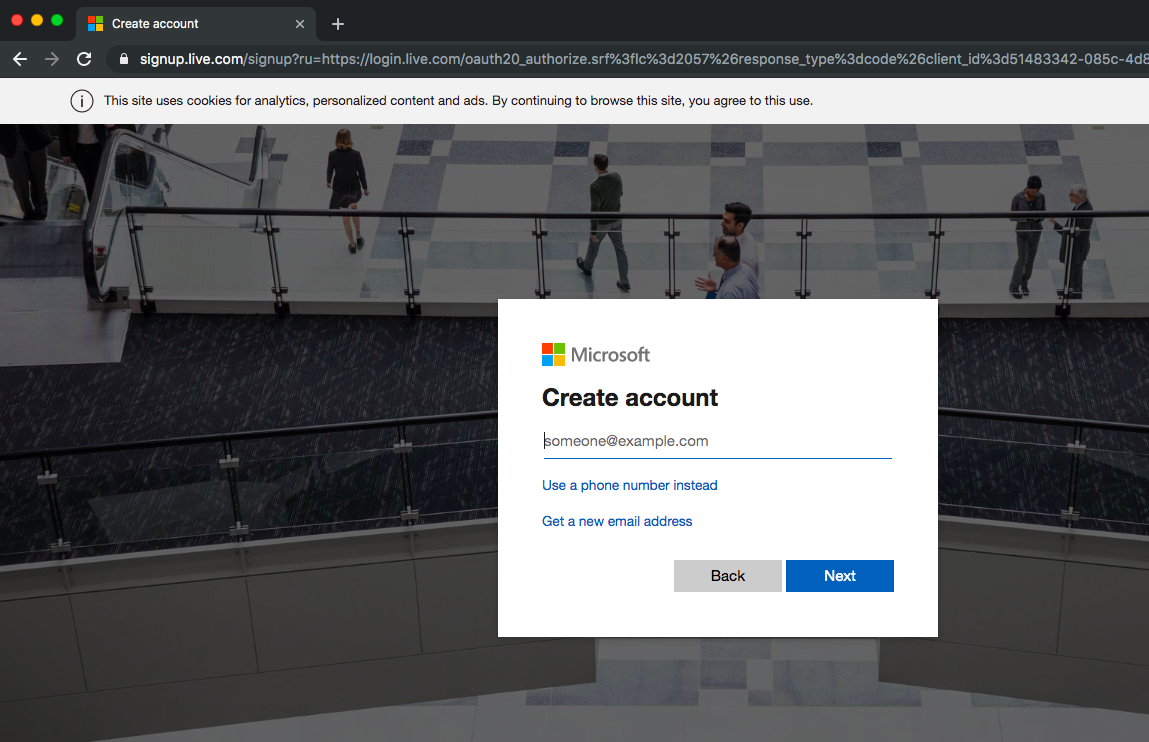 Create account
signup.live.com/signup?ru=https://login.live.com/oauth20_authorize.srf%3flc%3d2057%26response_type%3dcode%26client_id%3d51483342-085c-4d8
This site uses cookies for analytics, personalized content and ads. By continuing to browse this site, you agree to this use.
Microsoft
Create account
someone@example.com
Use a phone number instead
Get a new email address
Back
Next